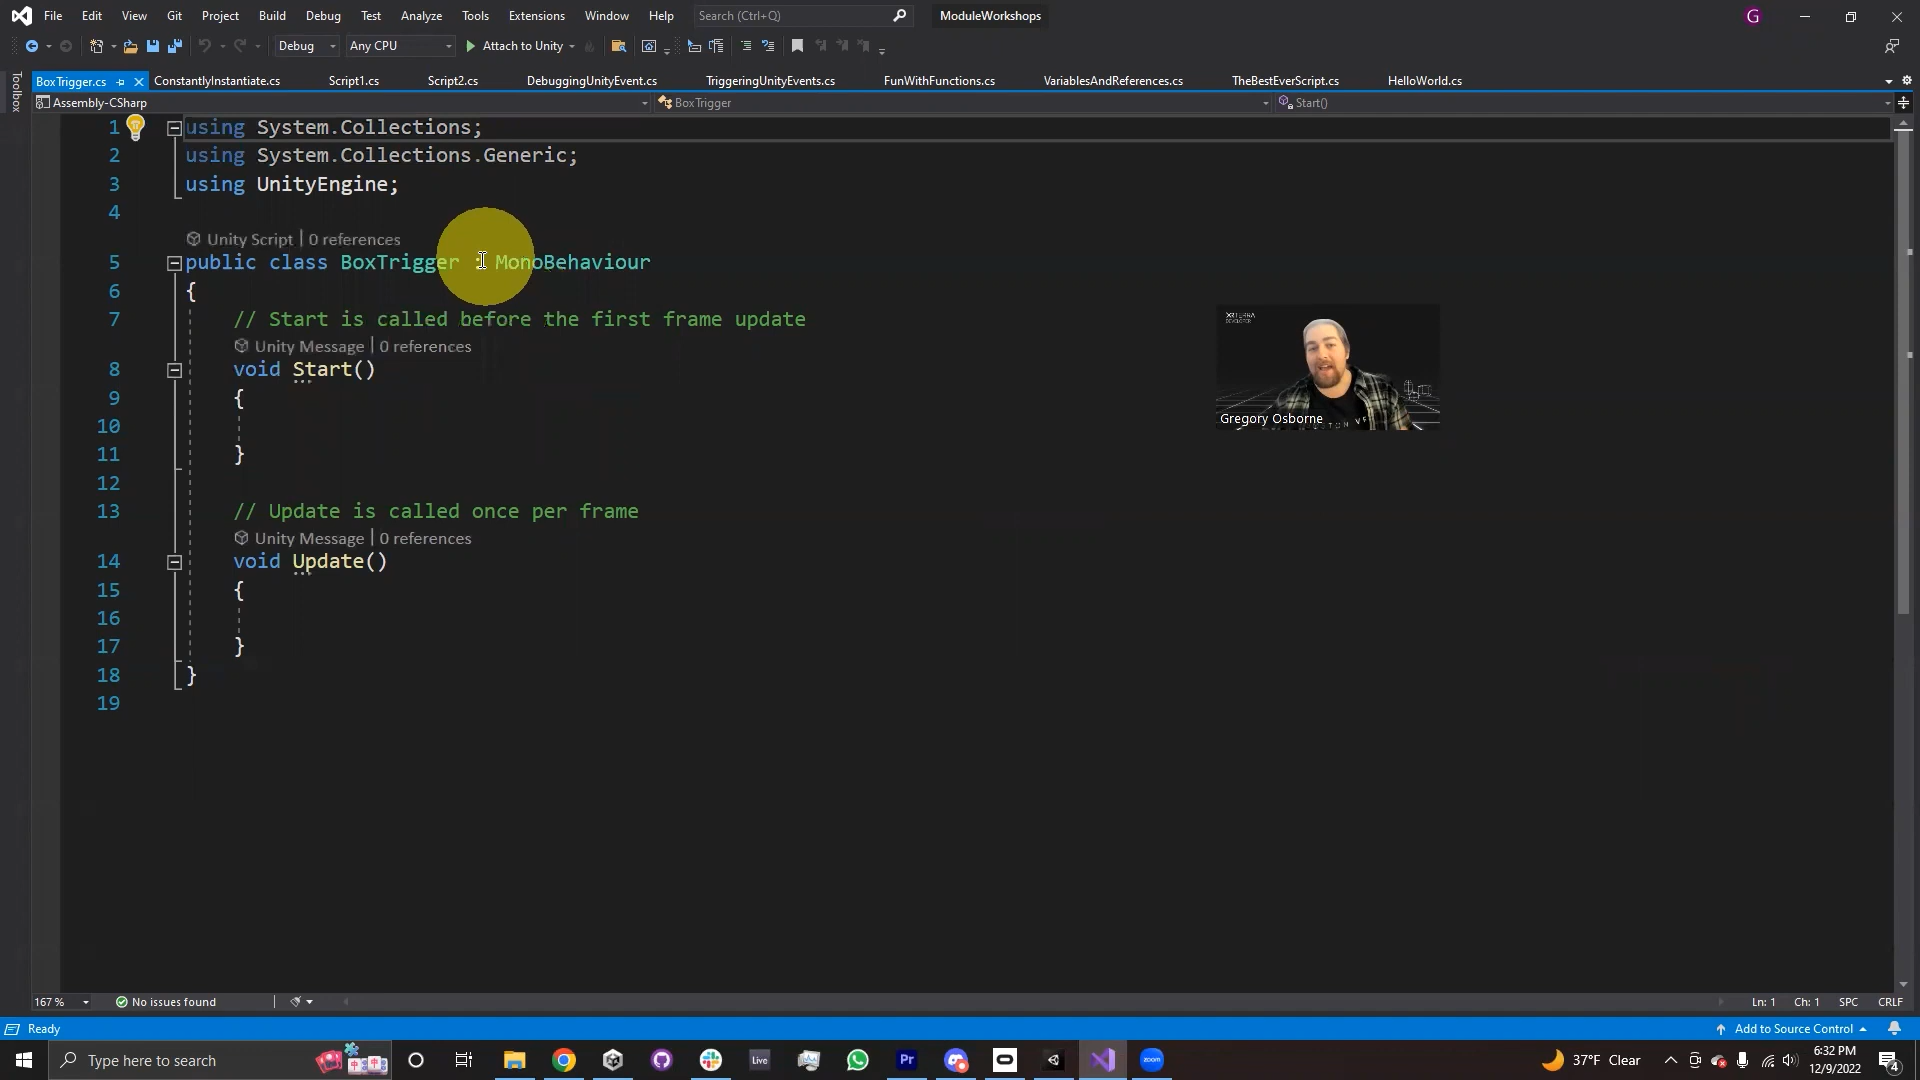 File Edit View Git Project Build Debug Test Analyze Tools Extensions Window Help Search (Ctrl+Q) ModuleWorkshops G
Debug Any CPU Attach to Unity
Toolbox
BoxTrigger.cs ConstantlyInstantiate.cs Script1.cs Script2.cs DebuggingUnityEvent.cs TriggeringUnityEvents.cs FunWithFunctions.cs VariablesAndReferences.cs TheBestEverScript.cs HelloWorld.cs
Assembly-CSharp BoxTrigger Start()
1 using System.Collections;
2 using System.Collections.Generic;
3 using UnityEngine;
4
Unity Script | 0 references
5 public class BoxTrigger : MonoBehaviour
6 {
7 // Start is called before the first frame update
Unity Message | 0 references
8 void Start()
9 {
10
11 }
12
13 // Update is called once per frame
Unity Message | 0 references
14 void Update()
15 {
16
17 }
18 }
19
XRTERRA
DEVELOPER
Gregory Osborne
167 % No issues found Ln: 1 Ch: 1 SPC CRLF
Ready Add to Source Control
Type here to search Live Pr zoom 37°F Clear 6:32 PM
12/9/2022 4